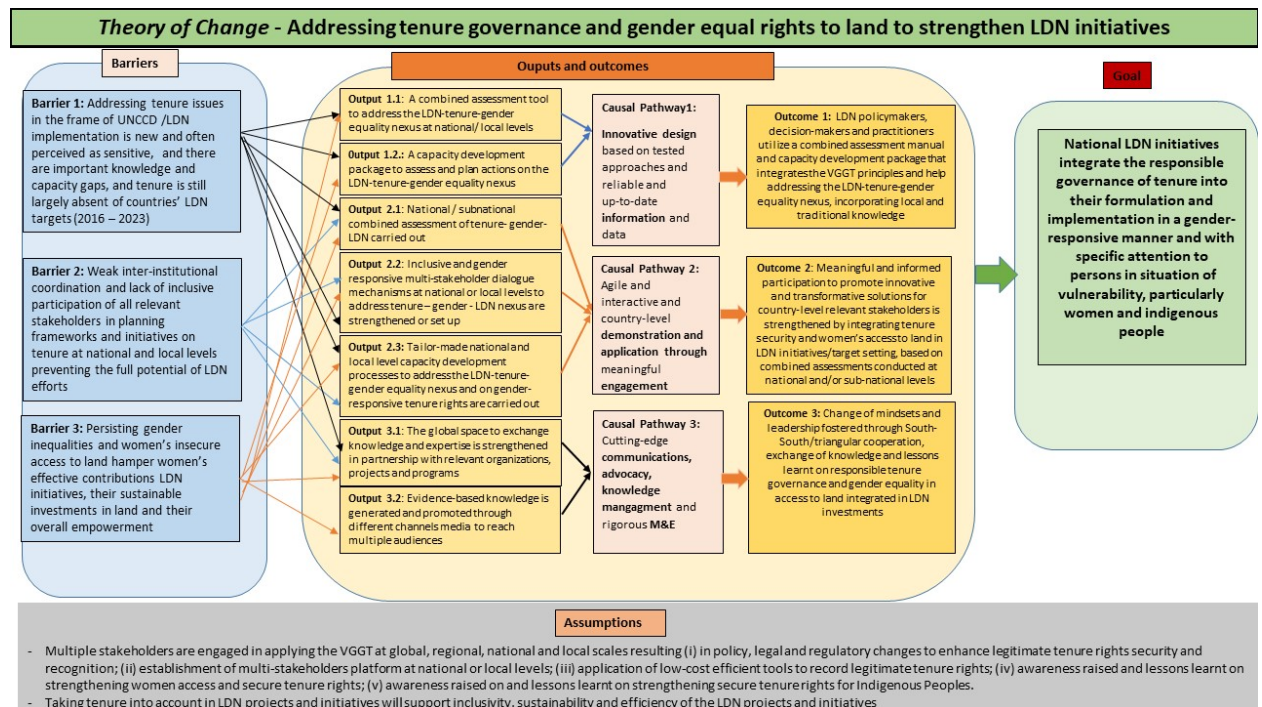 Theory of Change - Addressing tenure governance and gender equal rights to land to strengthen LDN initiatives
Barriers
Barrier 1: Addressing tenure issues
in the frame of UNCCD /LDN
implementation is new and often
perceived as sensitive, and there
are important knowledge and
capacity gaps, and tenure is still
largely absent of countries' LDN
targets (2016 – 2023)
Barrier 2: Weak inter-institutional
coordination and lack of inclusive
participation of all relevant
stakeholders in planning
frameworks and initiatives on
tenure at national and local levels
preventing the full potential of LDN
efforts
Barrier 3: Persisting gender
inequalities and women's insecure
access to land hamper women's
effective contributions LDN
initiatives, their sustainable
investments in land and their
overall empowerment
Ouputs and outcomes
Output 1.1: A combined assessment tool
to address the LDN-tenure-gender
equality nexus at national/ local levels
Output 1.2.: A capacity development
package to assess and plan actions on the
LDN-tenure-gender equality nexus
Output 2.1: National / subnational
combined assessment of tenure- gender-
LDN carried out
Output 2.2: Inclusive and gender
responsive multi-stakeholder dialogue
mechanisms at national or local levels to
address tenure – gender - LDN nexus are
strengthened or set up
Output 2.3: Tailor-made national and
local level capacity development
processes to address the LDN-tenure-
gender equality nexus and on gender-
responsive tenure rights are carried out
Output 3.1: The global space to exchange
knowledge and expertise is strengthened
in partnership with relevant organizations,
projects and programs
Output 3.2: Evidence-based knowledge is
generated and promoted through
different channels media to reach
multiple audiences
Causal Pathway1:
Innovative design
based on tested
approaches and
reliable and
up-to-date
information and
data
Causal Pathway 2:
Agile and
interactive and
country-level
demonstration and
application through
meaningful
engagement
Causal Pathway 3:
Cutting-edge
communications,
advocacy,
knowledge
managment and
rigorous M&E
Outcome 1: LDN policymakers,
decision-makers and practitioners
utilize a combined assessment manual
and capacity development package that
integrates the VGGT principles and help
addressing the LDN-tenure-gender
equality nexus, incorporating local and
traditional knowledge
Outcome 2: Meaningful and informed
participation to promote innovative
and transformative solutions for
country-level relevant stakeholders is
strengthened by integrating tenure
security and women's access to land in
LDN initiatives/target setting, based on
combined assessments conducted at
national and/or sub-national levels
Outcome 3: Change of mindsets and
leadership fostered through South-
South/triangular cooperation,
exchange of knowledge and lessons
learnt on responsible tenure
governance and gender equality in
access to land integrated in LDN
investments
Goal
National LDN initiatives
integrate the responsible
governance of tenure into
their formulation and
implementation in a gender-
responsive manner and with
specific attention to
persons in situation of
vulnerability, particularly
women and indigenous
people
Assumptions
- Multiple stakeholders are engaged in applying the VGGT at global, regional, national and local scales resulting (i) in policy, legal and regulatory changes to enhance legitimate tenure rights security and
recognition; (ii) establishment of multi-stakeholders platform at national or local levels; (iii) application of low-cost efficient tools to record legitimate tenure rights; (iv) awareness raised and lessons learnt on
strengthening women access and secure tenure rights; (v) awareness raised on and lessons learnt on strengthening secure tenure rights for Indigenous Peoples.
- Taking tenure into account in LDN projects and initiatives will support inclusivity, sustainability and efficiency of the LDN projects and initiatives